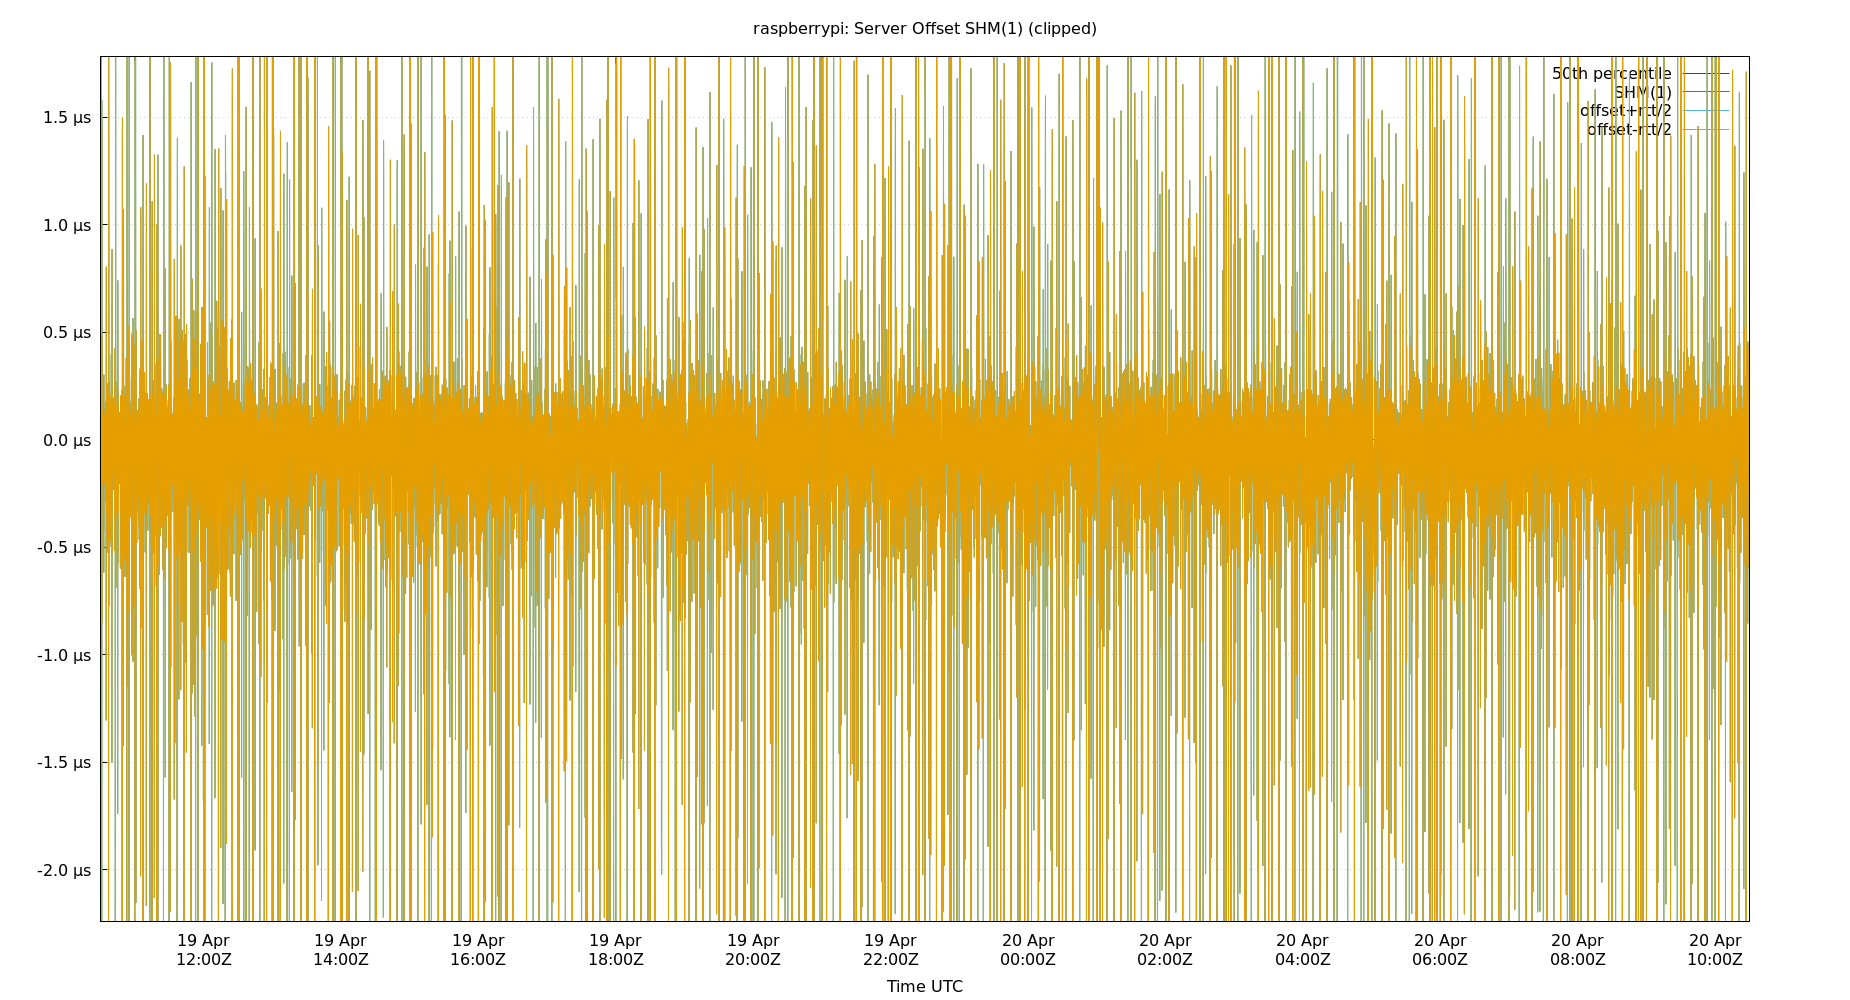 raspberrypi: Server Offset SHM(1) (clipped)
50th percentile
SHM(1)
offset+rtt/2
offset-rtt/2
1.5 µs
1.0 µs
0.5 µs
0.0 µs
-0.5 µs
-1.0 µs
-1.5 µs
-2.0 µs
19 Apr 19 Apr 19 Apr 19 Apr 19 Apr 19 Apr 20 Apr 20 Apr 20 Apr 20 Apr 20 Apr 20 Apr
12:00Z 14:00Z 16:00Z 18:00Z 20:00Z 22:00Z 00:00Z 02:00Z 04:00Z 06:00Z 08:00Z 10:00Z
Time UTC